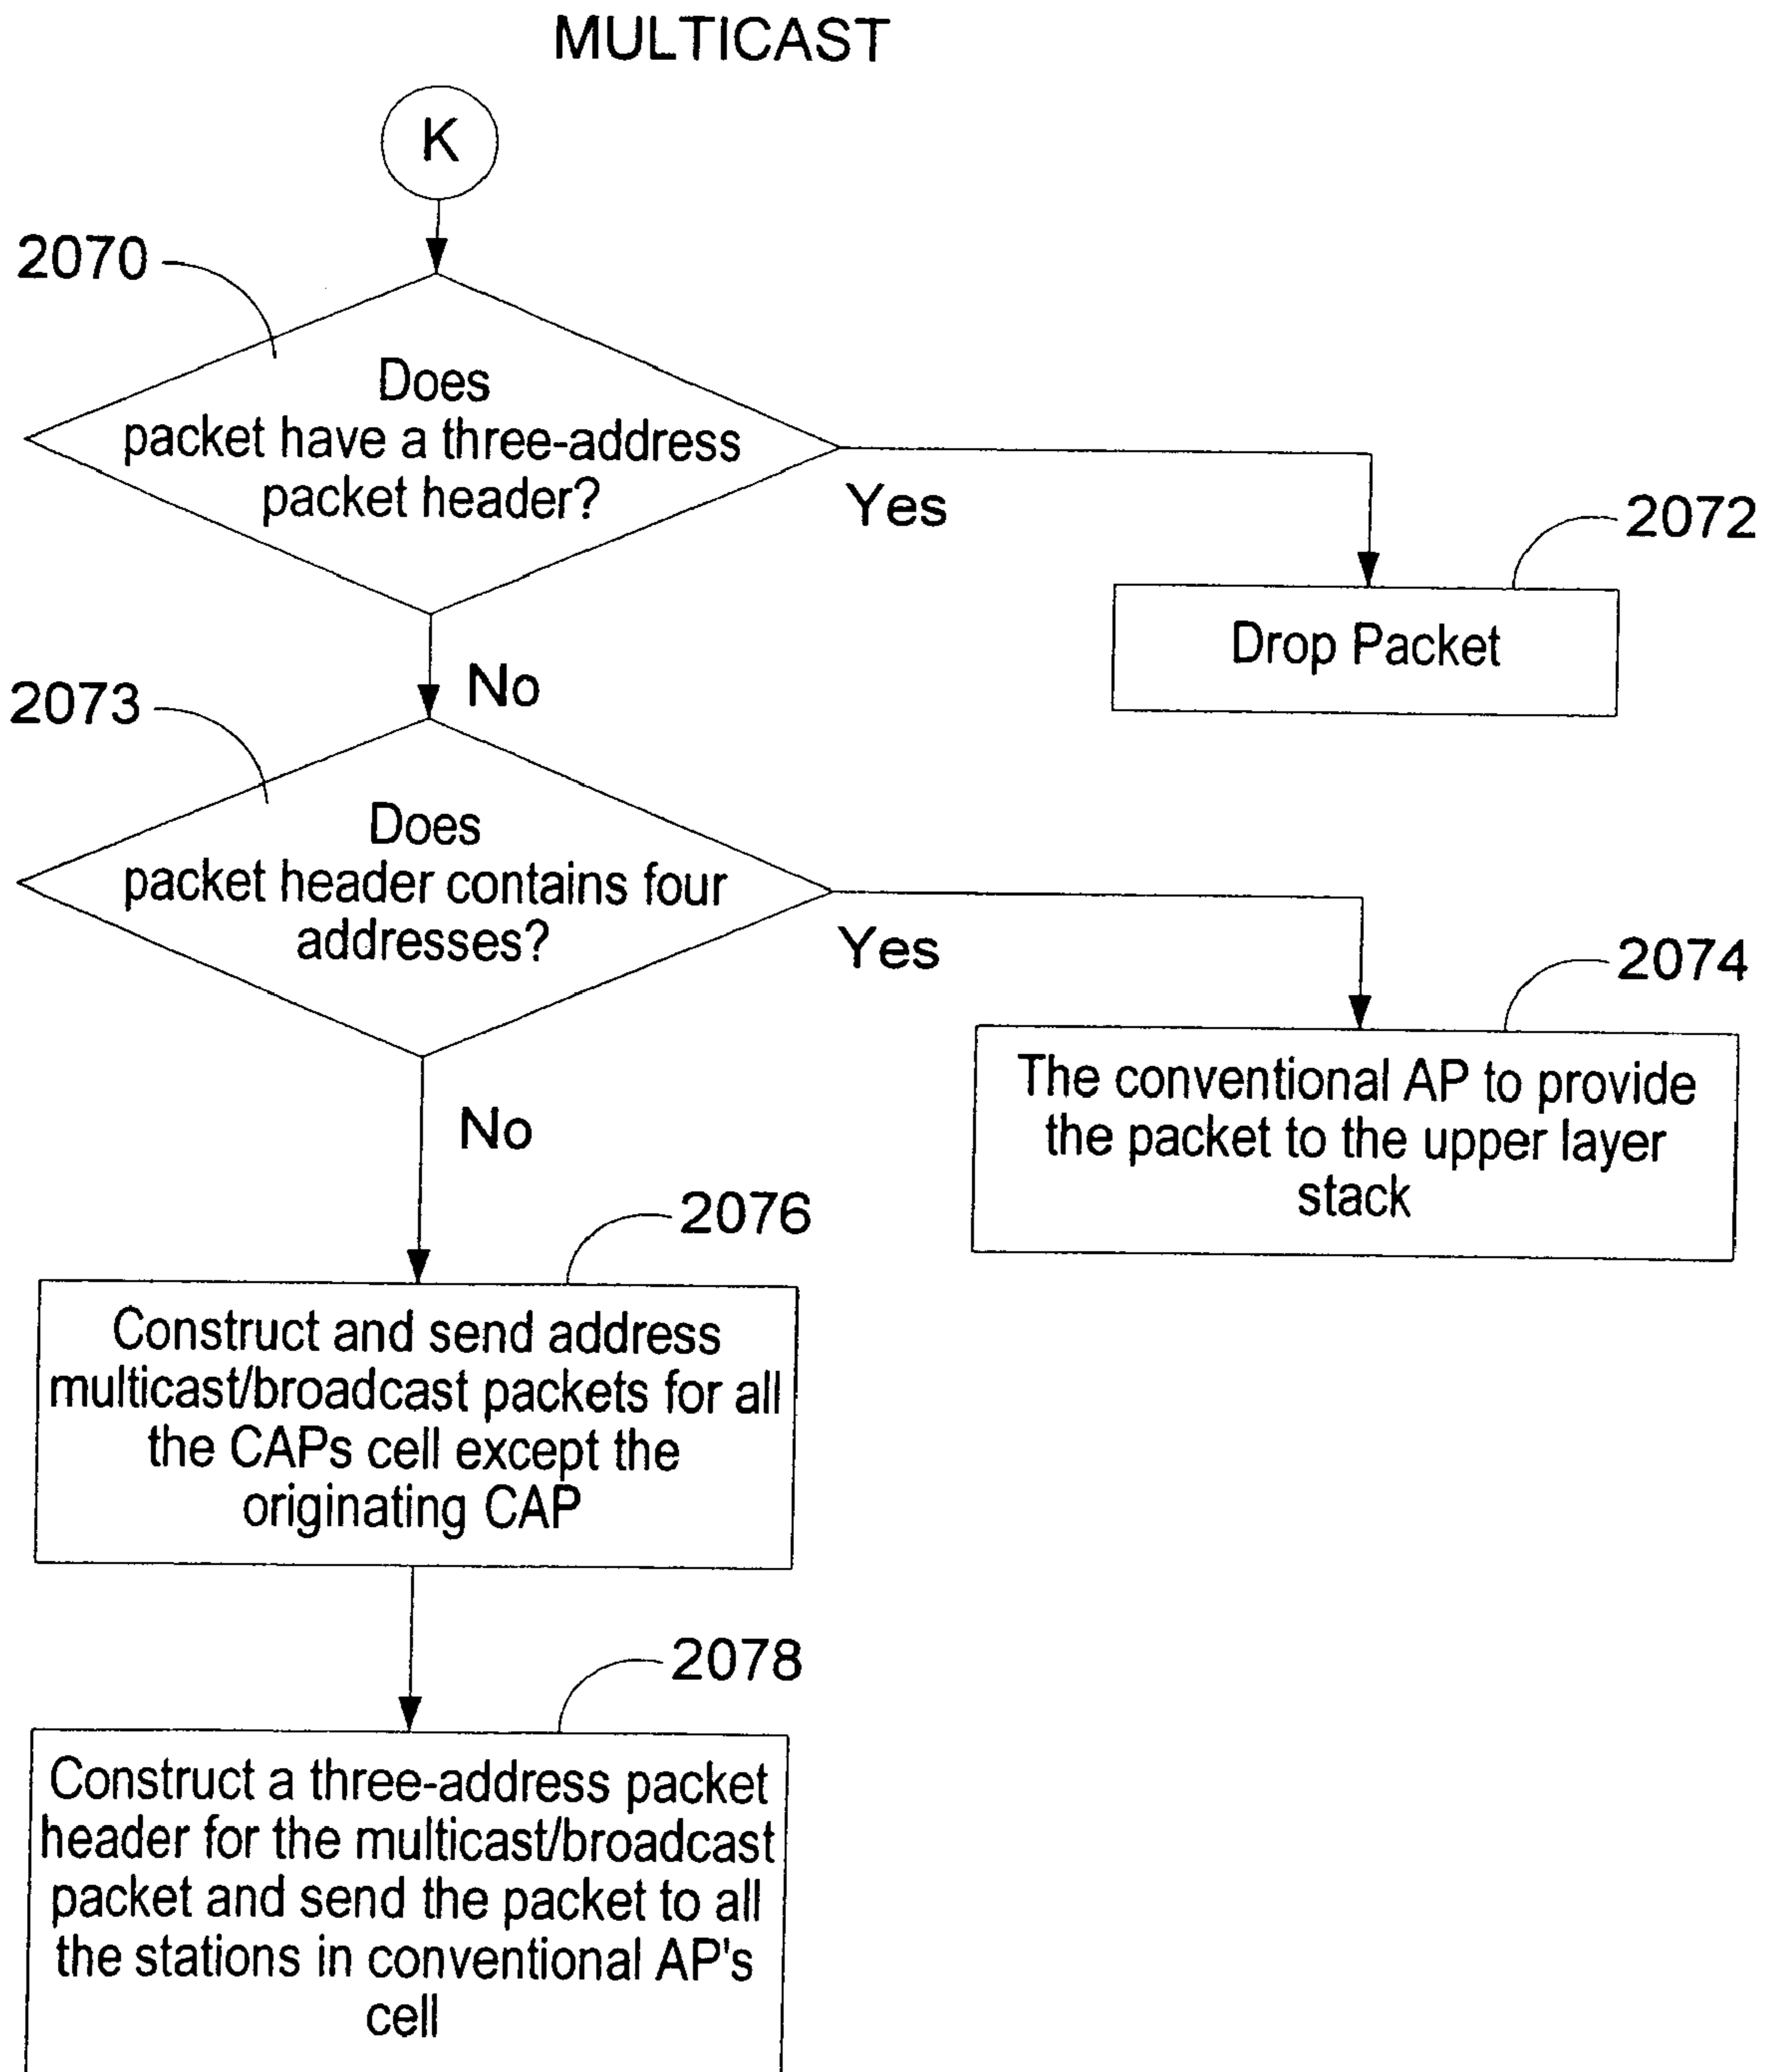 MULTICAST
K
2070
Does
packet have a three-address
packet header?
Yes
2072
Drop Packet
No
2073
Does
packet header contains four
addresses?
Yes
2074
The conventional AP to provide
the packet to the upper layer
stack
No
2076
Construct and send address
multicast/broadcast packets for all
the CAPs cell except the
originating CAP
2078
Construct a three-address packet
header for the multicast/broadcast
packet and send the packet to all
the stations in conventional AP's
cell